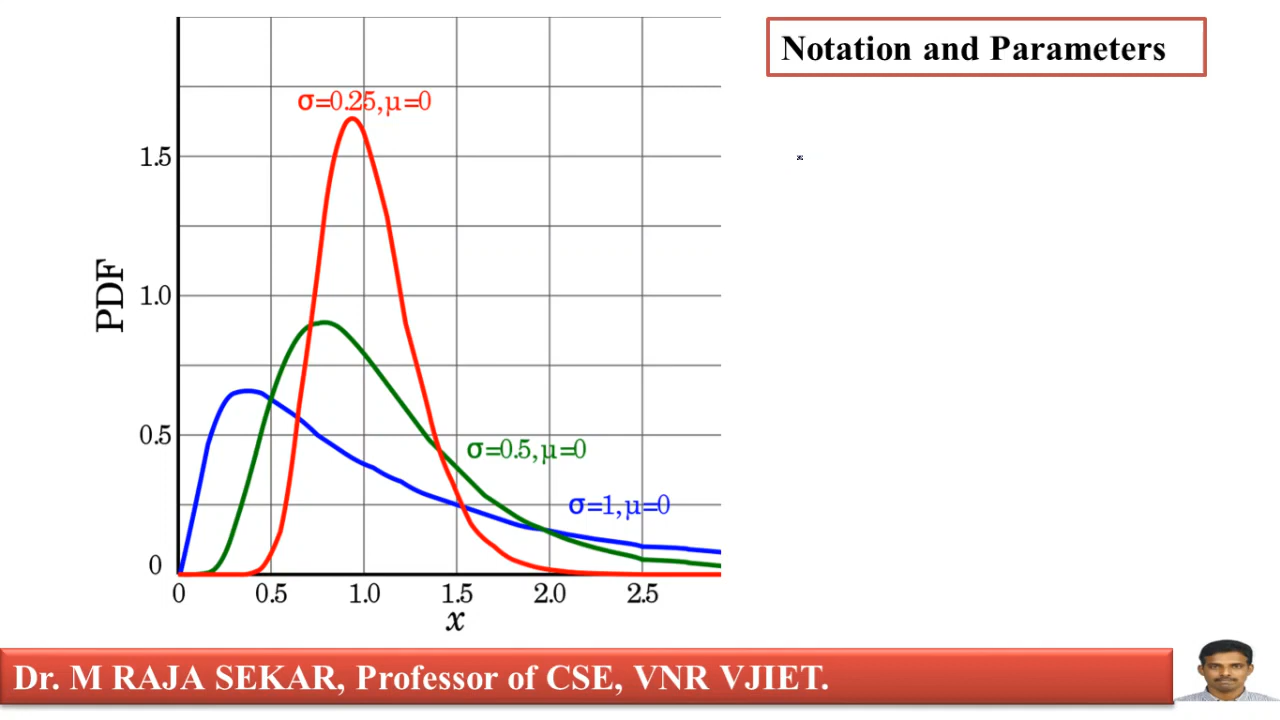 Notation and Parameters
σ=0.25,μ=0
1.5
1.0
PDF
0.5
σ=0.5,μ=0
σ=1,μ=0
0
0 0.5 1.0 1.5 2.0 2.5
x
Dr. M RAJA SEKAR, Professor of CSE, VNR VJIET.